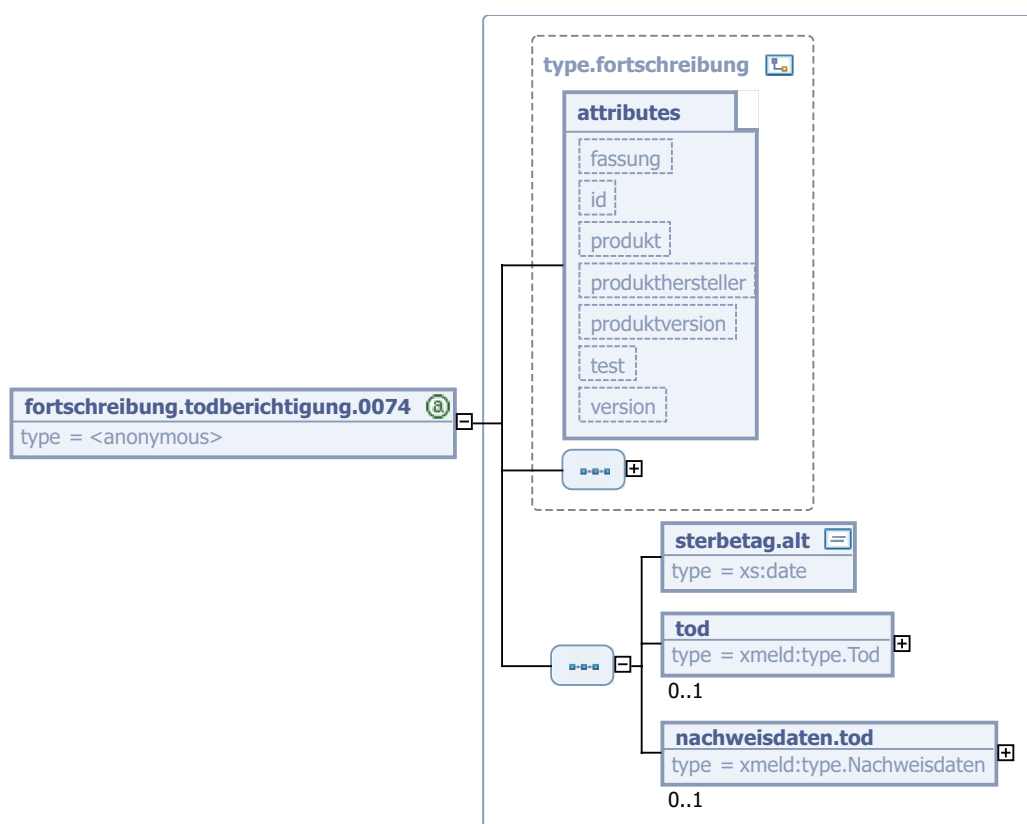 type.fortschreibung
attributes
fassung
id
produkt
produkthersteller
produktversion
test
version
fortschreibung.todberichtigung.0074
type = <anonymous>
sterbetag.alt
type = xs:date
tod
type = xmeld:type.Tod
0..1
nachweisdaten.tod
type = xmeld:type.Nachweisdaten
0..1